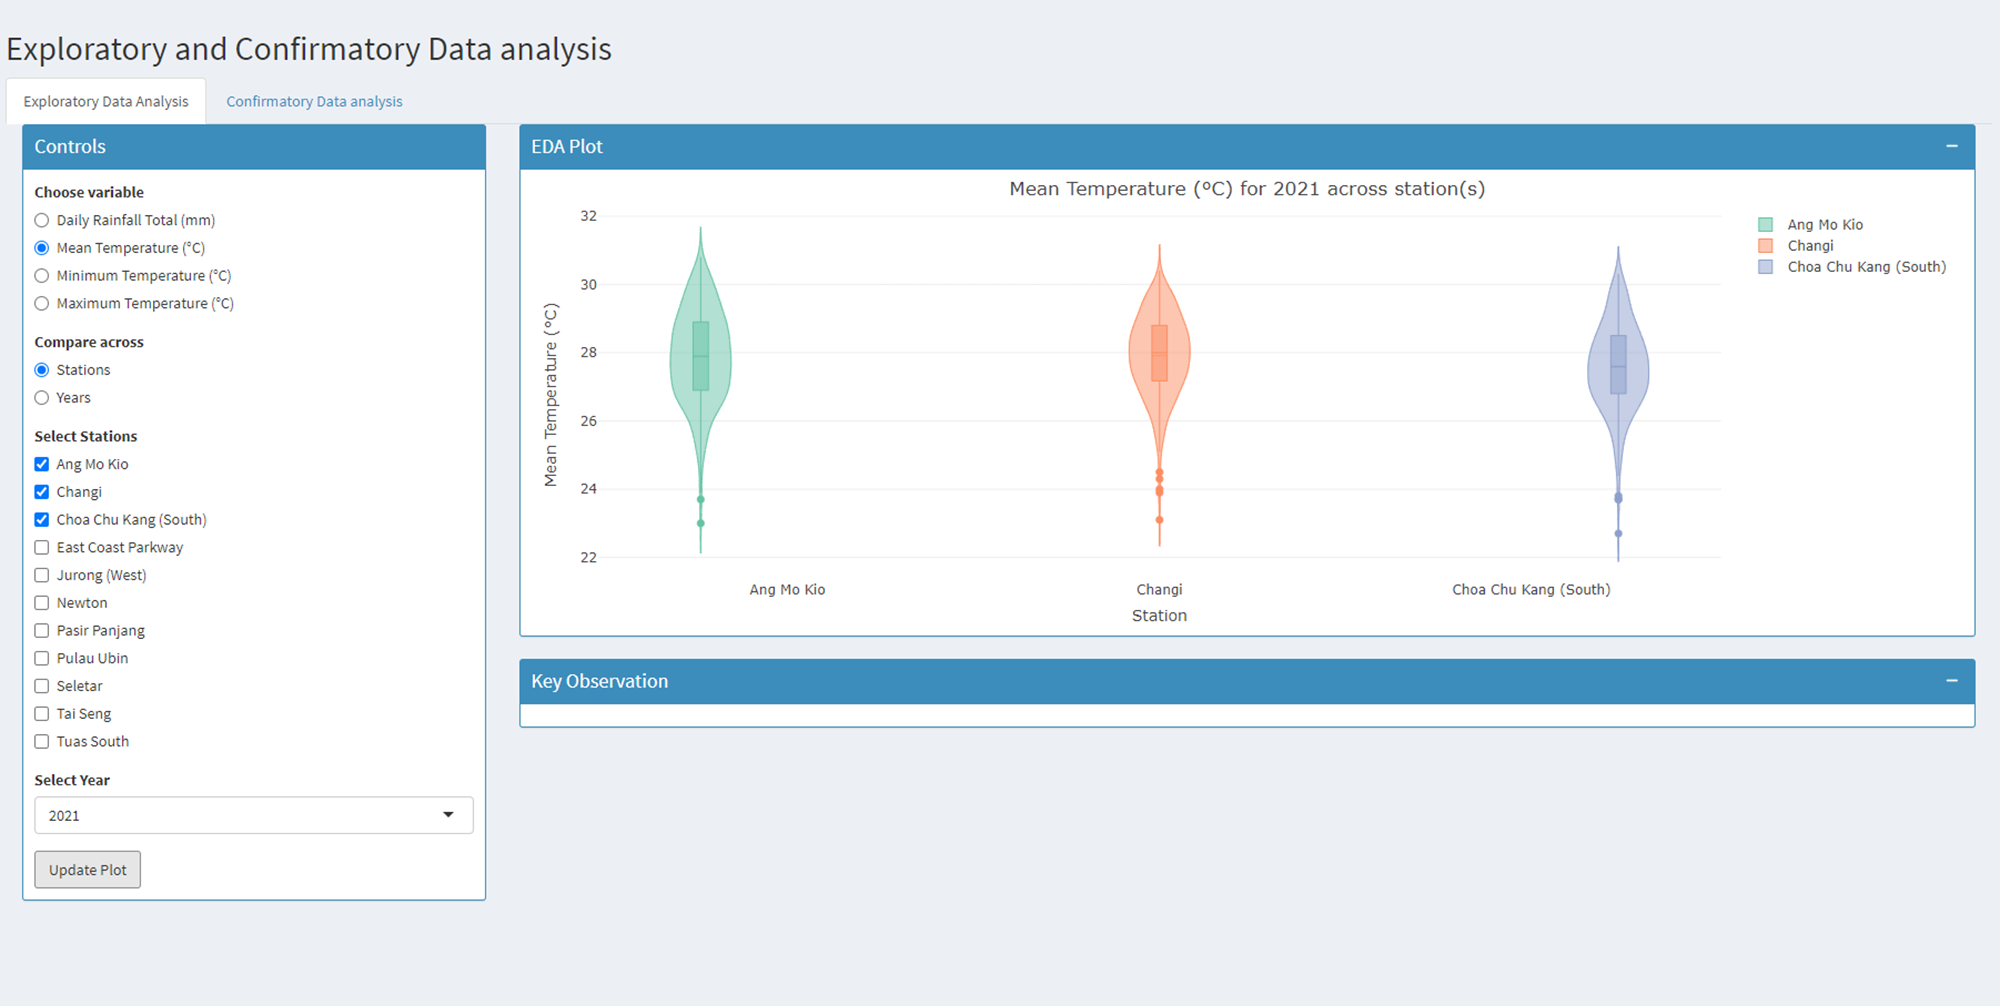 Exploratory and Confirmatory Data analysis
Exploratory Data Analysis
Confirmatory Data analysis
Controls
Choose variable
Daily Rainfall Total (mm)
Mean Temperature (°C)
Minimum Temperature (°C)
Maximum Temperature (°C)
Compare across
Stations
Years
Select Stations
Ang Mo Kio
Changi
Choa Chu Kang (South)
East Coast Parkway
Jurong (West)
Newton
Pasir Panjang
Pulau Ubin
Seletar
Tai Seng
Tuas South
Select Year
2021
Update Plot
EDA Plot
Mean Temperature (°C) for 2021 across station(s)
Mean Temperature (°C)
32
30
28
26
24
22
Ang Mo Kio
Changi
Choa Chu Kang (South)
Station
Ang Mo Kio
Changi
Choa Chu Kang (South)
Key Observation